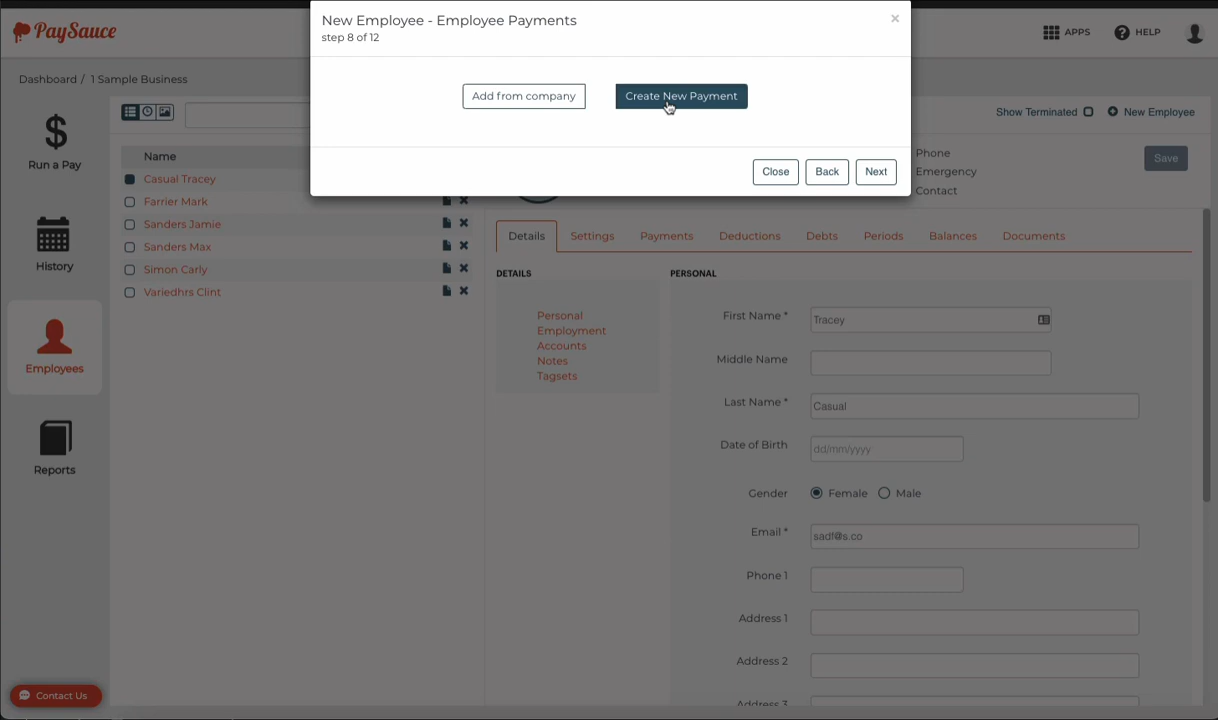 New Employee - Employee Payments
step 8 of 12
×
PaySauce
APPS
HELP
Dashboard / 1 Sample Business
Add from company
Create New Payment
Close
Back
Next
Show Terminated
New Employee
Phone
Emergency
Contact
Save
Run a Pay
History
Employees
Reports
Contact Us
Name
Casual Tracey
Farrier Mark
Sanders Jamie
Sanders Max
Simon Carly
Variedhrs Clint
Details
Settings
Payments
Deductions
Debts
Periods
Balances
Documents
DETAILS
Personal
Employment
Accounts
Notes
Tagsets
PERSONAL
First Name * Tracey
Middle Name
Last Name * Casual
Date of Birth dd/mm/yyyy
Gender Female Male
Email * sadf@s.co
Phone 1
Address 1
Address 2
Address 3